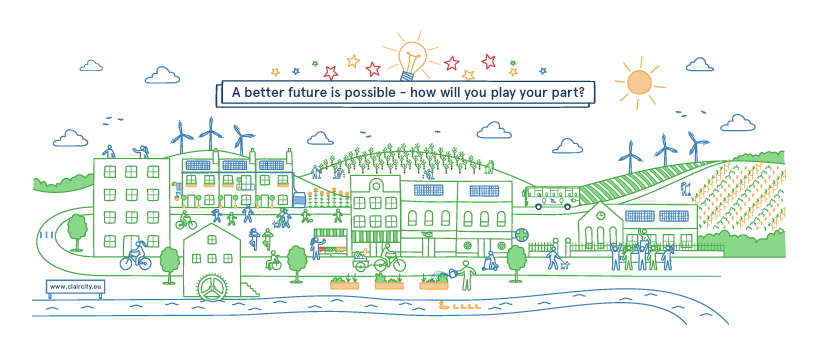 A better future is possible – how will you play your part?
www.claircity.eu